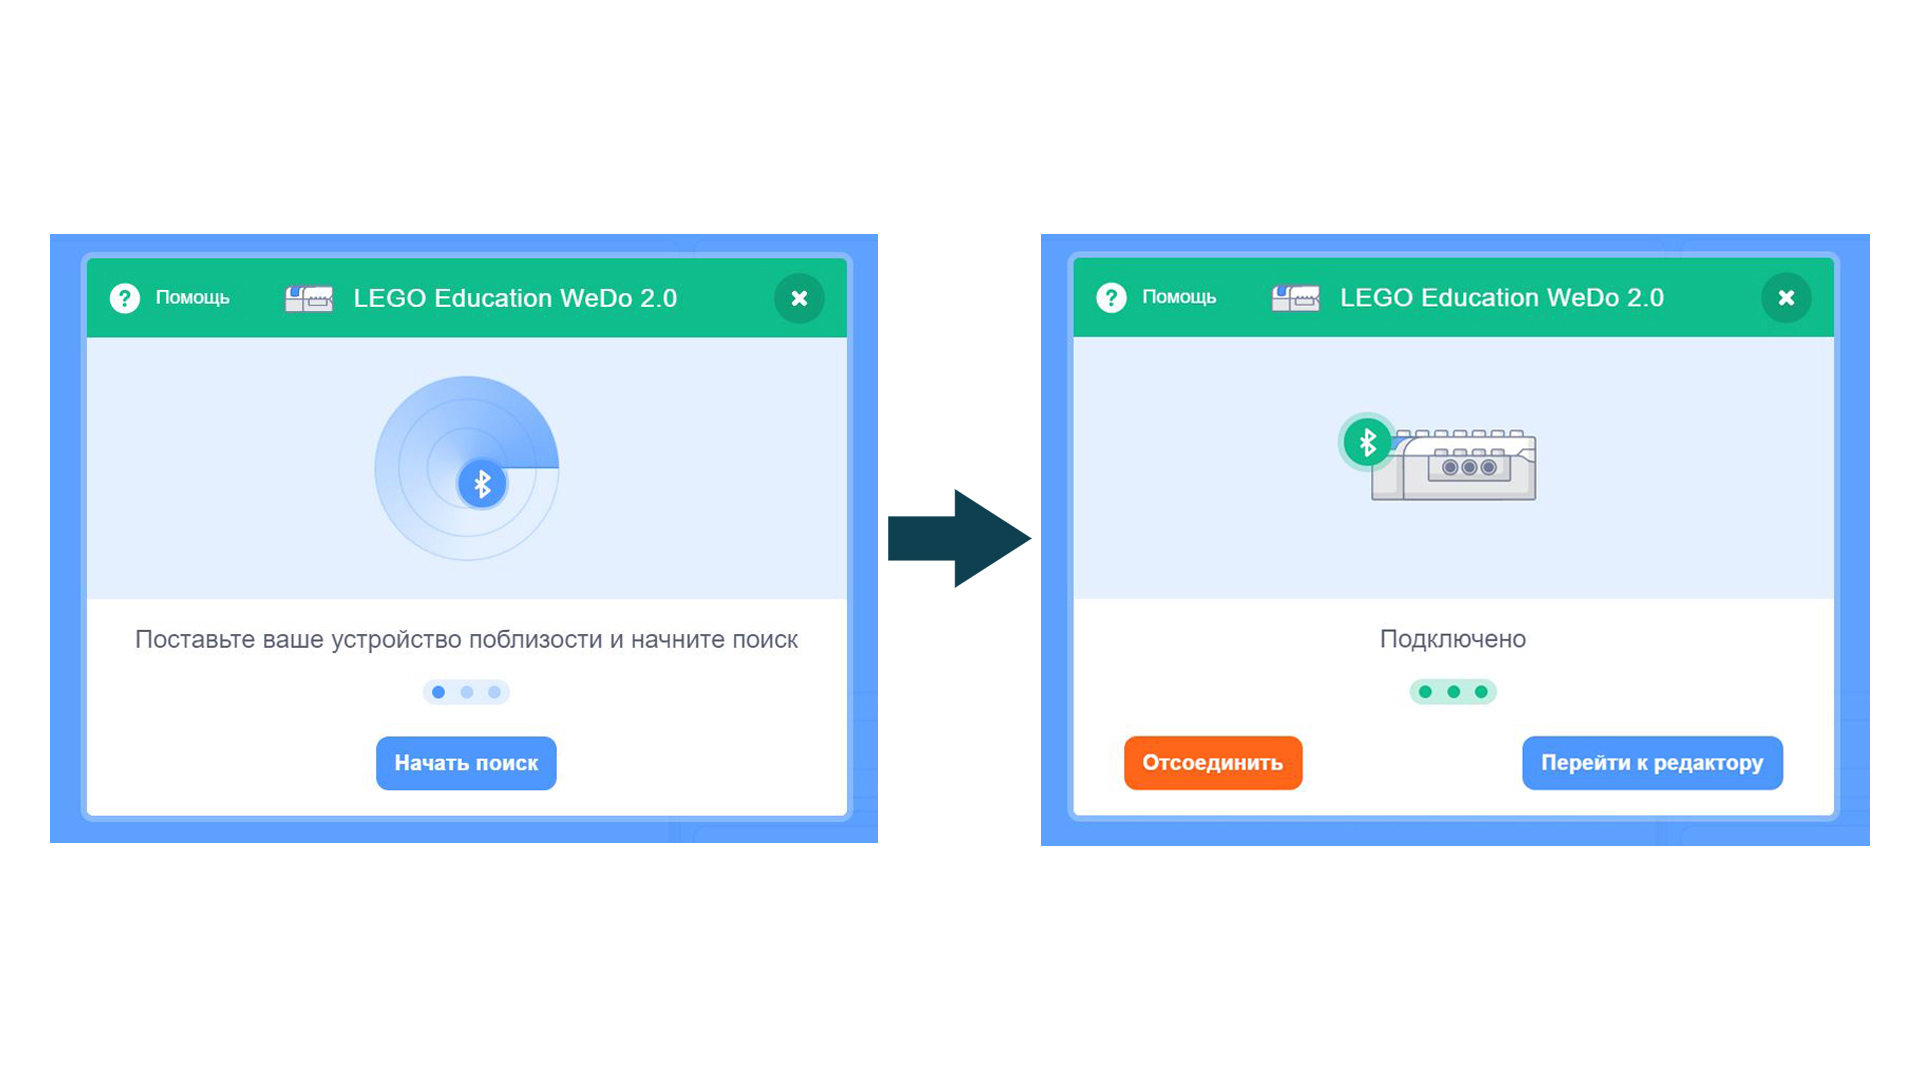 Помощь
LEGO Education WeDo 2.0
Поставьте ваше устройство поблизости и начните поиск
Начать поиск
Помощь
LEGO Education WeDo 2.0
Подключено
Отсоединить
Перейти к редактору